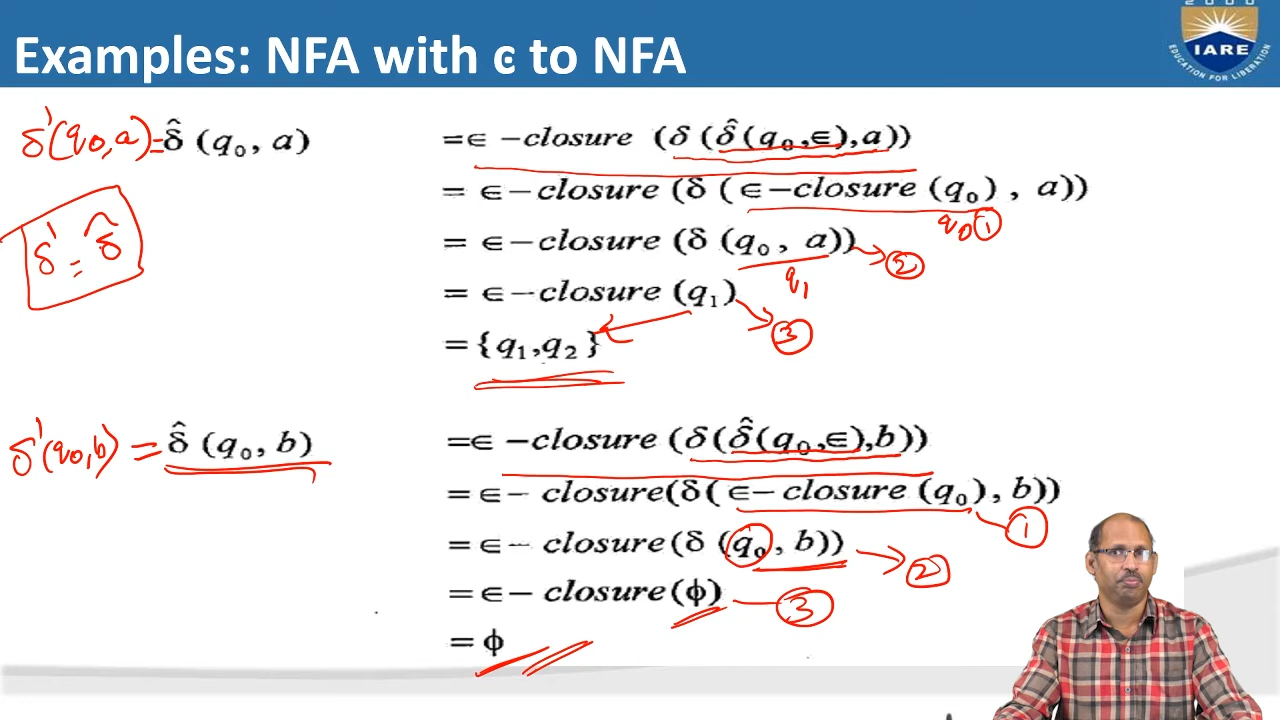 Examples: NFA with ϵ to NFA
IARE
EDUCATION FOR LIBERATION
δ'(q0,a) = δ̂ (q₀, a) = ∈ -closure (δ (δ̂ (q₀,∈),a))
= ∈-closure (δ ( ∈-closure (q₀) , a))
q0 ①
δ' = δ̂
= ∈-closure (δ (q₀, a)) ②
q1
= ∈-closure (q₁) ③
= {q₁,q₂ }
δ'(q0,b) = δ̂ (q₀, b) = ∈ -closure (δ(δ̂ (q₀,∈),b))
= ∈- closure(δ( ∈- closure (q₀), b)) ①
= ∈- closure(δ (q₀, b)) ②
= ∈- closure(ϕ) ③
= ϕ